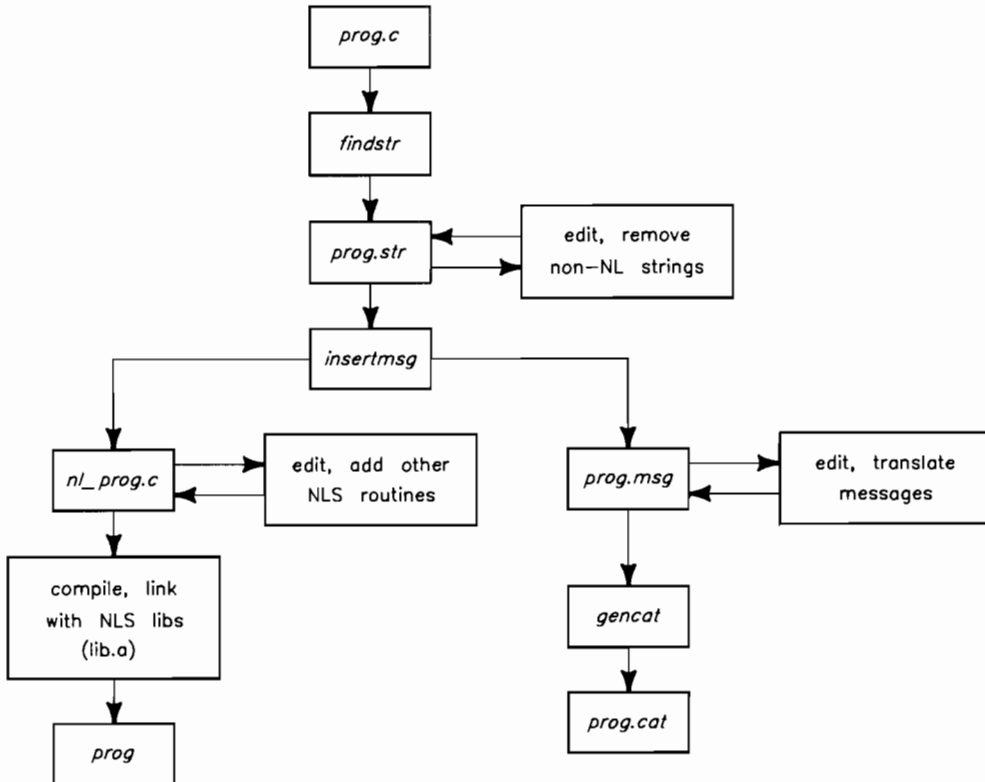 prog.c
findstr
prog.str
edit, remove
non-NL strings
insertmsg
nl_prog.c
edit, add other
NLS routines
prog.msg
edit, translate
messages
compile, link
with NLS libs
(lib.a)
gencat
prog.cat
prog